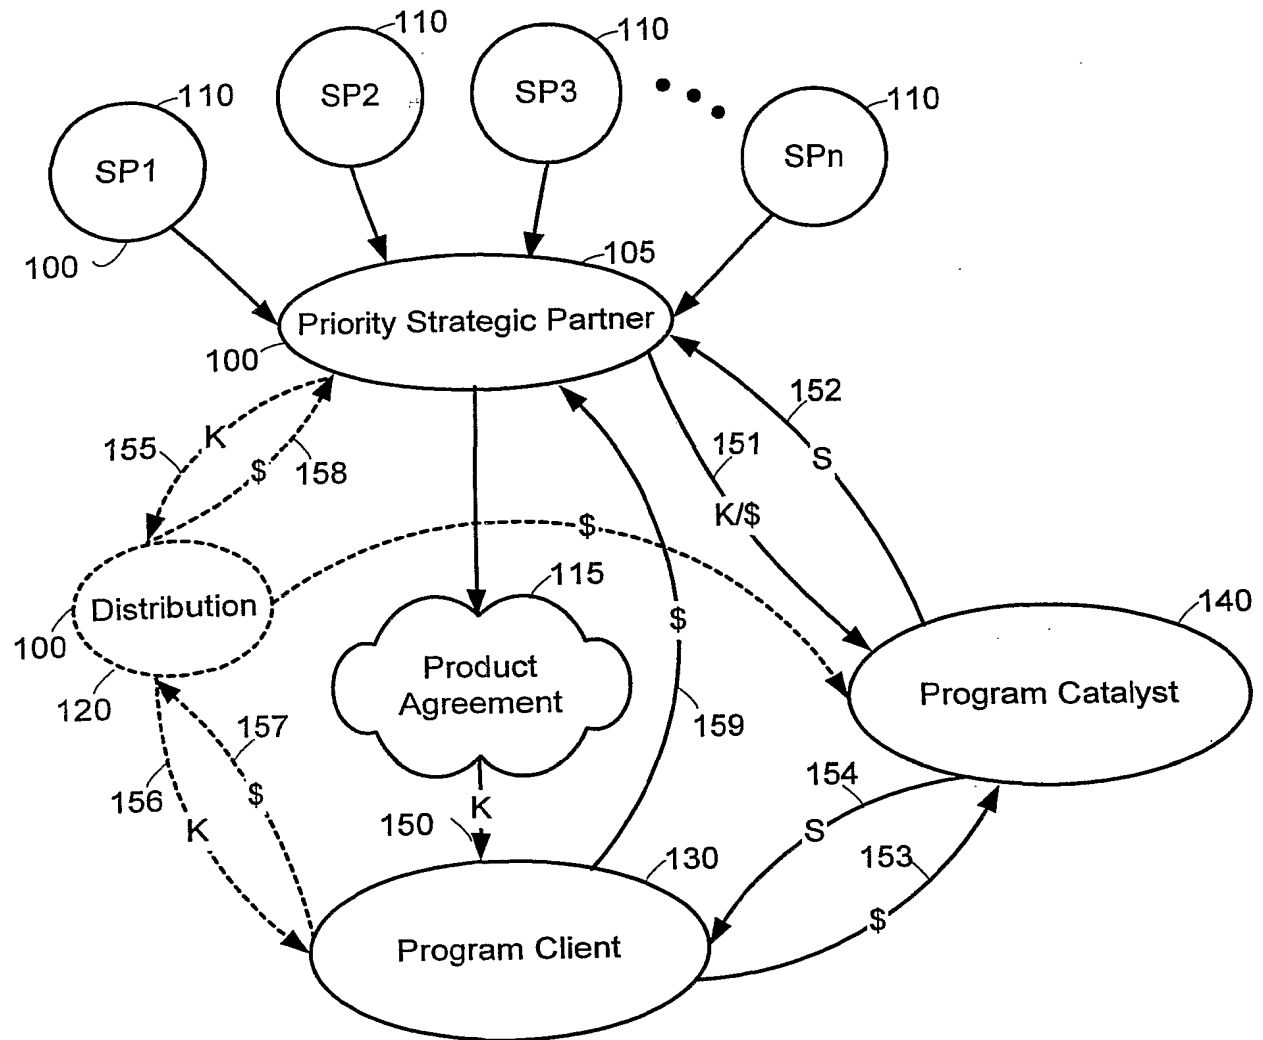 110
110
110
110
SP1
SP2
SP3
SPn
100
105
Priority Strategic Partner
100
152
151
155
K
$
158
S
K/$
$
115
100
Distribution
120
Product
Agreement
$
140
Program Catalyst
157
159
156
$
K
154
K
150
S
153
130
$
Program Client